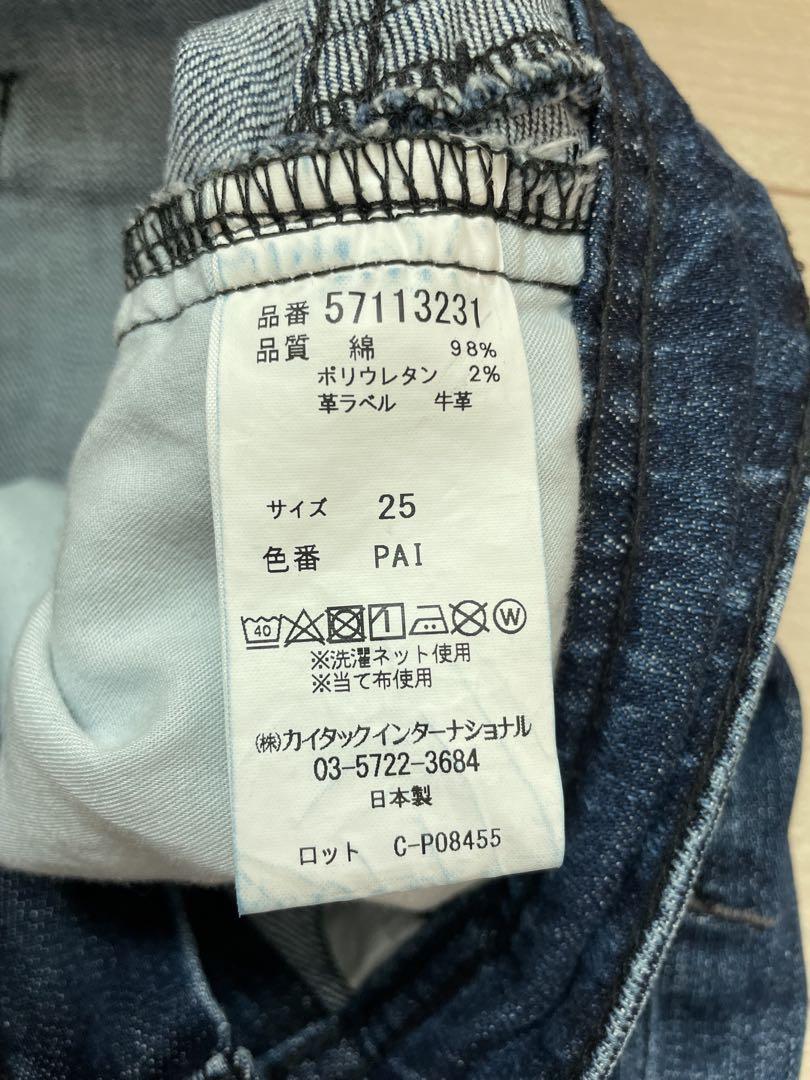 品番 57113231
品質 綿 98%
ポリウレタン 2%
革ラベル 牛革
サイズ 25
色番 PAI
40 W
※洗濯ネット使用
※当て布使用
㈱カイタックインターナショナル
03-5722-3684
日本製
ロット C-P08455